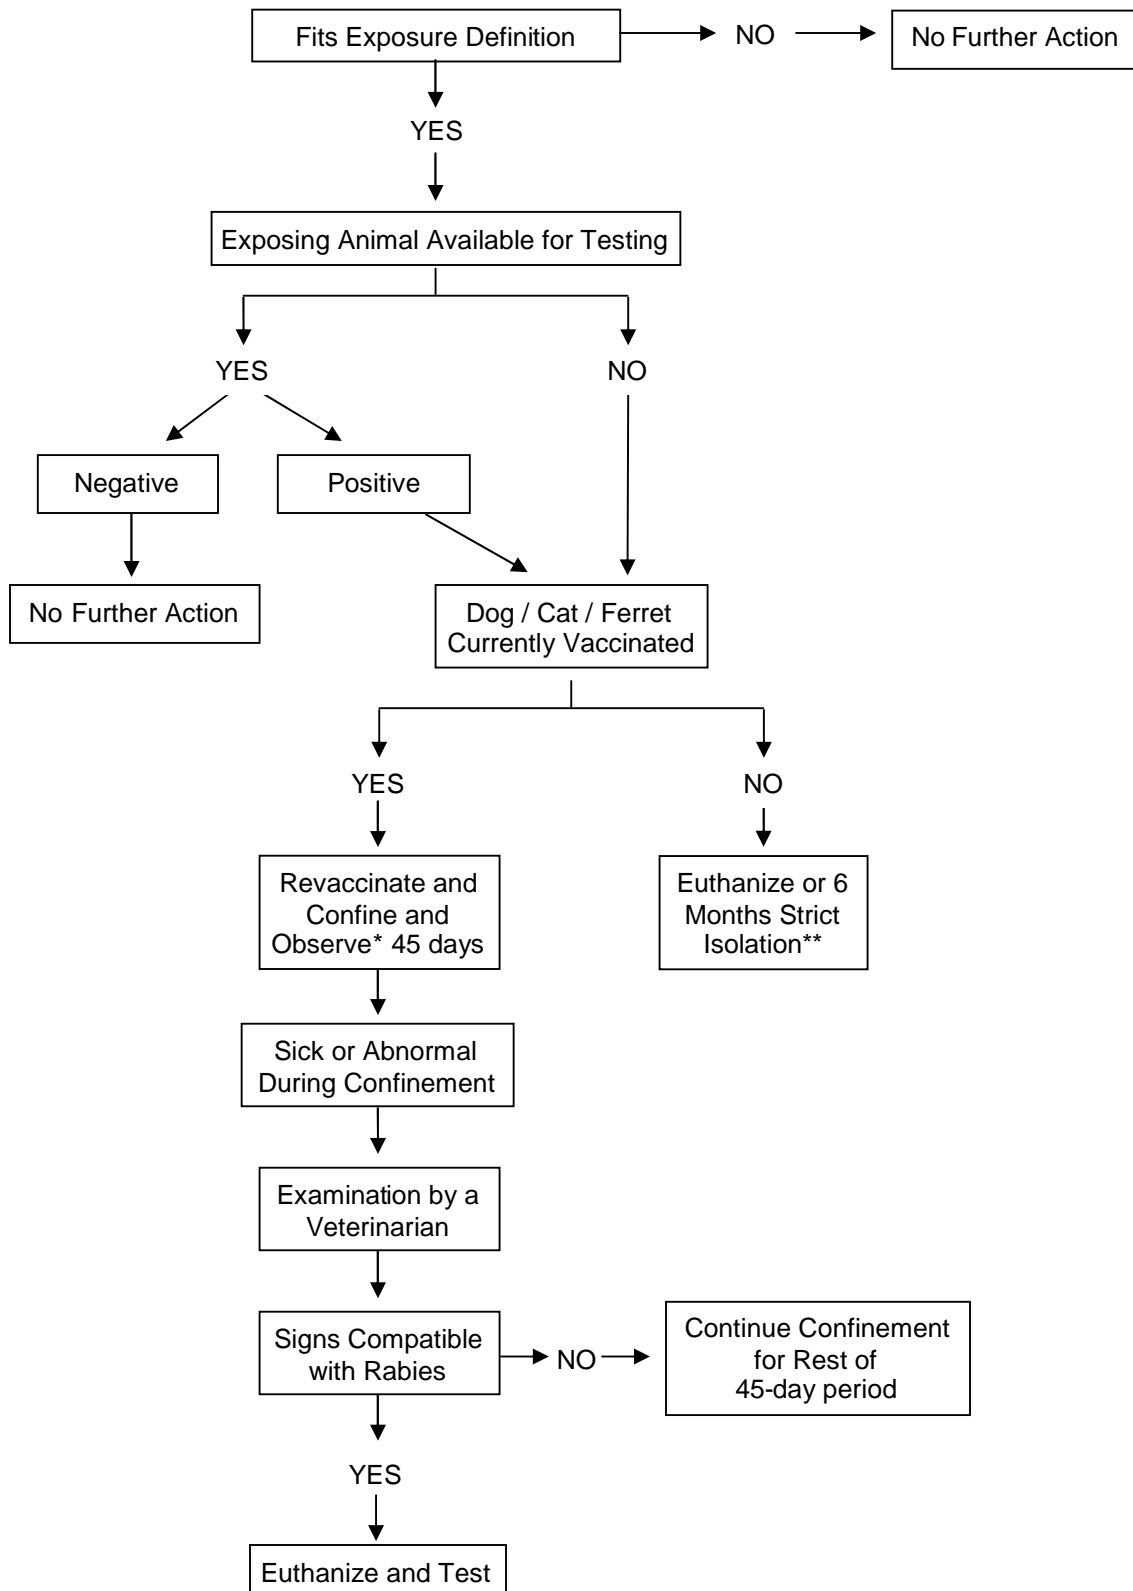 Fits Exposure Definition
NO
No Further Action
YES
Exposing Animal Available for Testing
YES
NO
Negative
Positive
No Further Action
Dog / Cat / Ferret
Currently Vaccinated
YES
NO
Revaccinate and
Confine and
Observe* 45 days
Euthanize or 6
Months Strict
Isolation**
Sick or Abnormal
During Confinement
Examination by a
Veterinarian
Signs Compatible
with Rabies
NO
Continue Confinement
for Rest of
45-day period
YES
Euthanize and Test